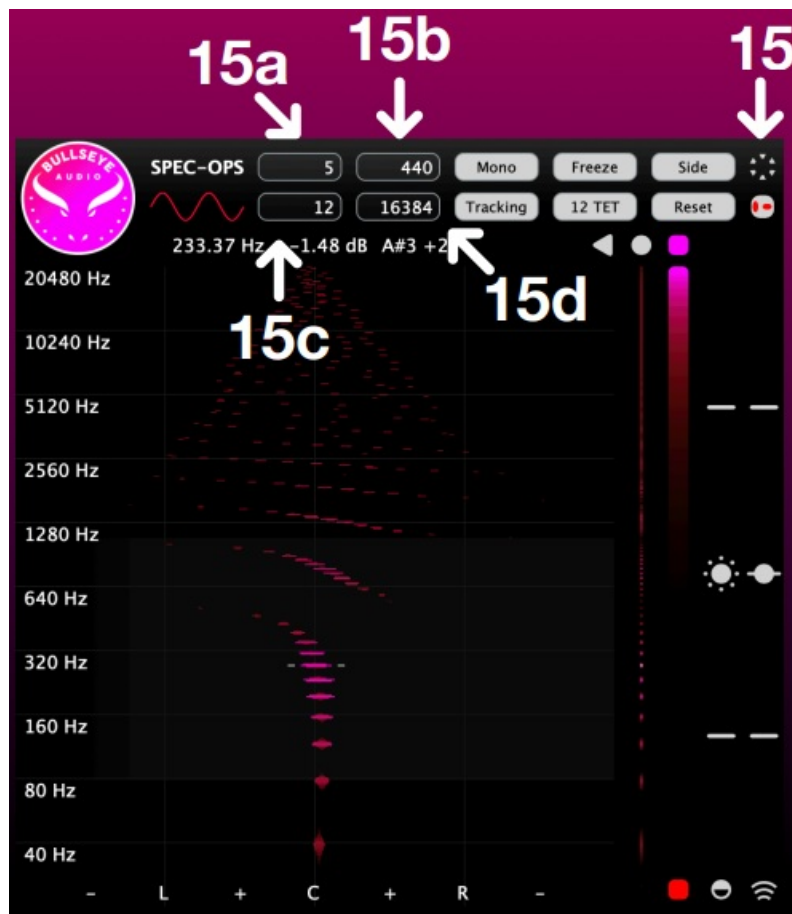 15a
15b
15
BULLSEYE
AUDIO
SPEC-OPS 5 440 Mono Freeze Side
12 16384 Tracking 12 TET Reset
233.37 Hz -1.48 dB A#3 +2
15c
15d
20480 Hz
10240 Hz
5120 Hz
2560 Hz
1280 Hz
640 Hz
320 Hz
160 Hz
80 Hz
40 Hz
- L + C + R -